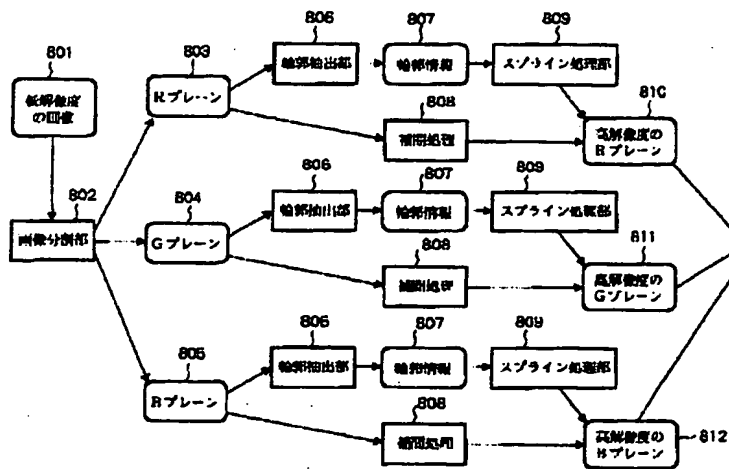 801
低解像度
の画像
802
画像分割部
803
Rプレーン
806
輪郭抽出部
807
輪郭情報
809
スプライン処理部
808
補間処理
810
高解像度の
Rプレーン
804
Gプレーン
806
輪郭抽出部
807
輪郭情報
809
スプライン処理部
808
補間処理
811
高解像度の
Gプレーン
805
Bプレーン
806
輪郭抽出部
807
輪郭情報
809
スプライン処理部
808
補間処理
高解像度の
Bプレーン
812